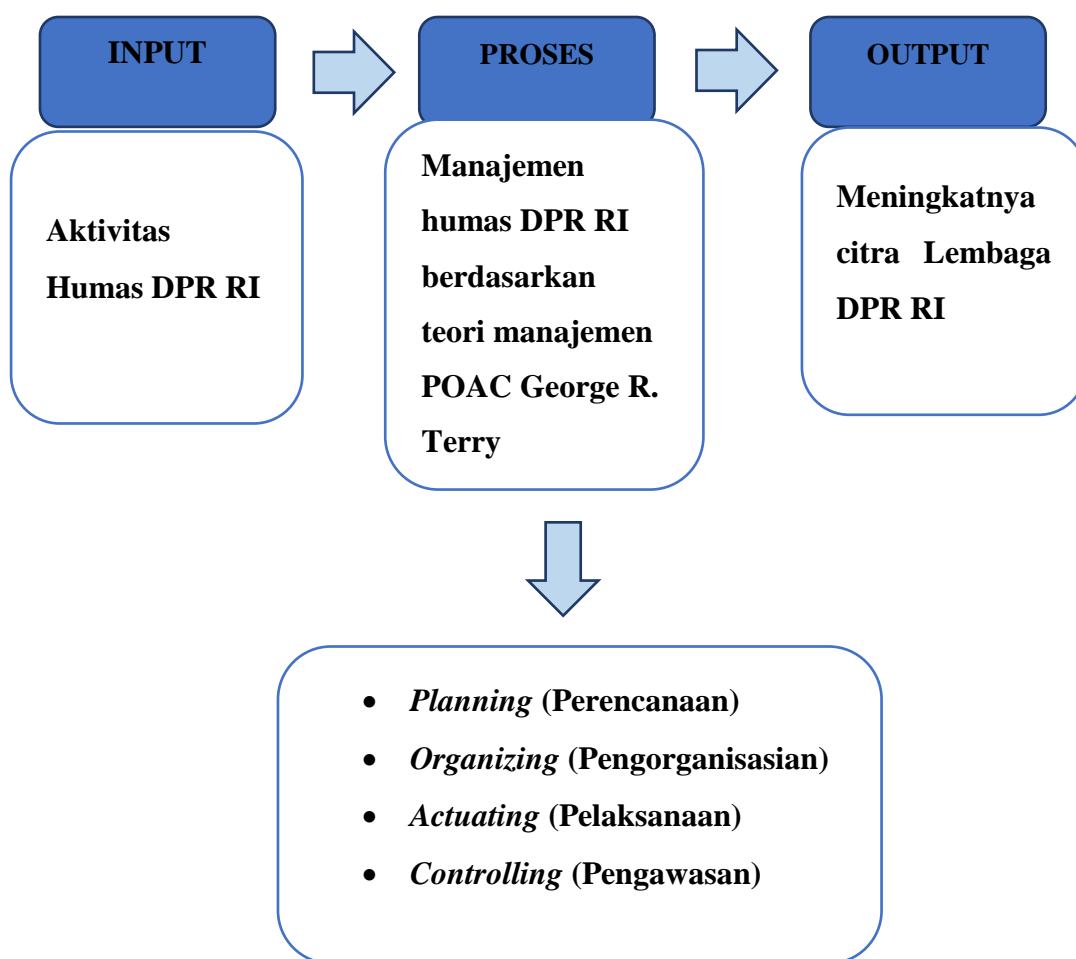 INPUT
PROSES
OUTPUT
Aktivitas
Humas DPR RI
Manajemen
humas DPR RI
berdasarkan
teori manajemen
POAC George R.
Terry
Meningkatnya
citra Lembaga
DPR RI
• Planning (Perencanaan)
• Organizing (Pengorganisasian)
• Actuating (Pelaksanaan)
• Controlling (Pengawasan)